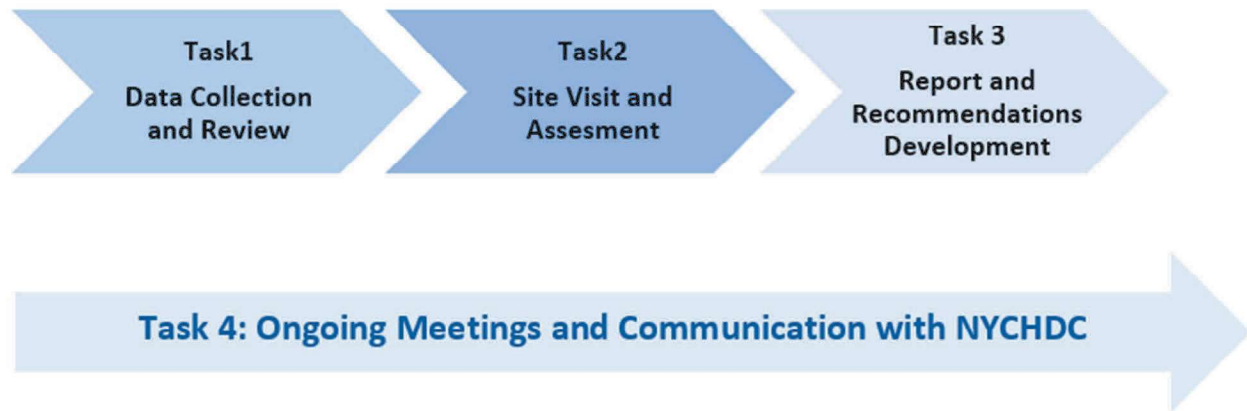 Task1
Data Collection
and Review
Task2
Site Visit and
Assesment
Task 3
Report and
Recommendations
Development
Task 4: Ongoing Meetings and Communication with NYCHDC